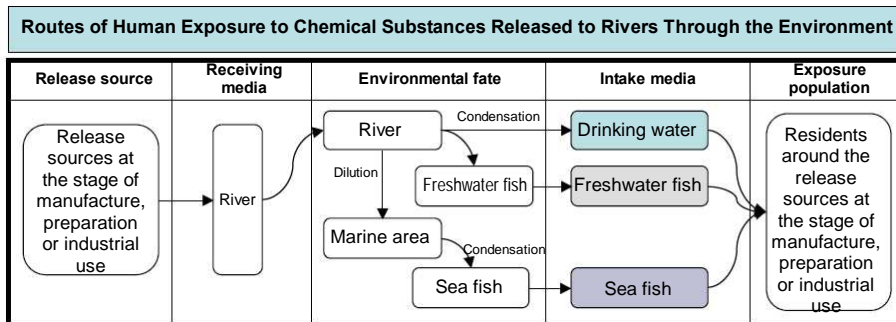 Routes of Human Exposure to Chemical Substances Released to Rivers Through the Environment
Release source
Receiving
media
Environmental fate
Intake media
Exposure
population
Release
sources at
the stage of
manufacture,
preparation
or industrial
use
River
River
Condensation
Dilution
Freshwater fish
Marine area
Condensation
Sea fish
Drinking water
Freshwater fish
Sea fish
Residents
around the
release
sources at
the stage of
manufacture,
preparation
or industrial
use